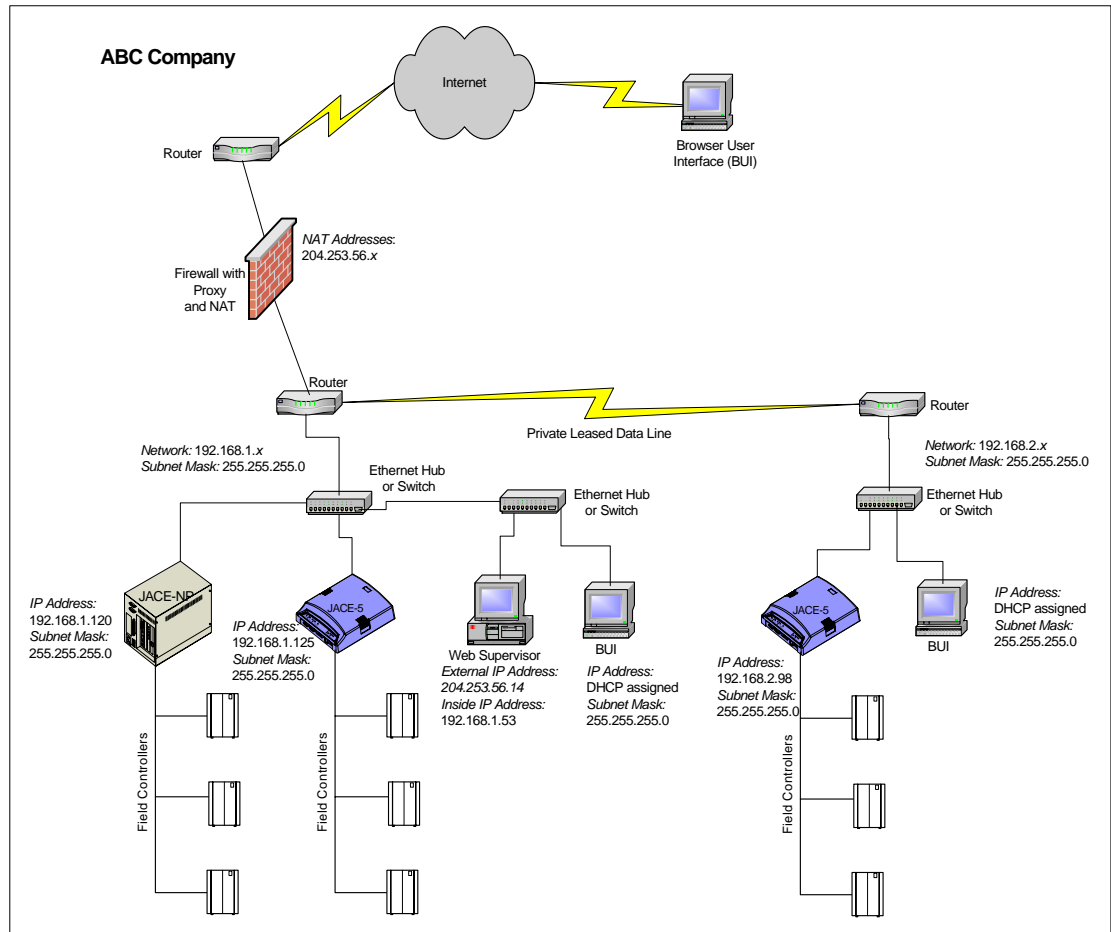 ABC Company
Internet
Router
Browser User
Interface (BUI)
NAT Addresses:
204.253.56.x
Firewall with
Proxy
and NAT
Router
Router
Private Leased Data Line
Network: 192.168.1.x
Subnet Mask: 255.255.255.0
Network: 192.168.2.x
Subnet Mask: 255.255.255.0
Ethernet Hub
or Switch
Ethernet Hub
or Switch
Ethernet Hub
or Switch
JACE-NP
IP Address:
192.168.1.120
Subnet Mask:
255.255.255.0
JACE-5
IP Address:
192.168.1.125
Subnet Mask:
255.255.255.0
Web Supervisor
External IP Address:
204.253.56.14
Inside IP Address:
192.168.1.53
BUI
IP Address:
DHCP assigned
Subnet Mask:
255.255.255.0
JACE-5
IP Address:
192.168.2.98
Subnet Mask:
255.255.255.0
BUI
IP Address:
DHCP assigned
Subnet Mask:
255.255.255.0
Field Controllers
Field Controllers
Field Controllers